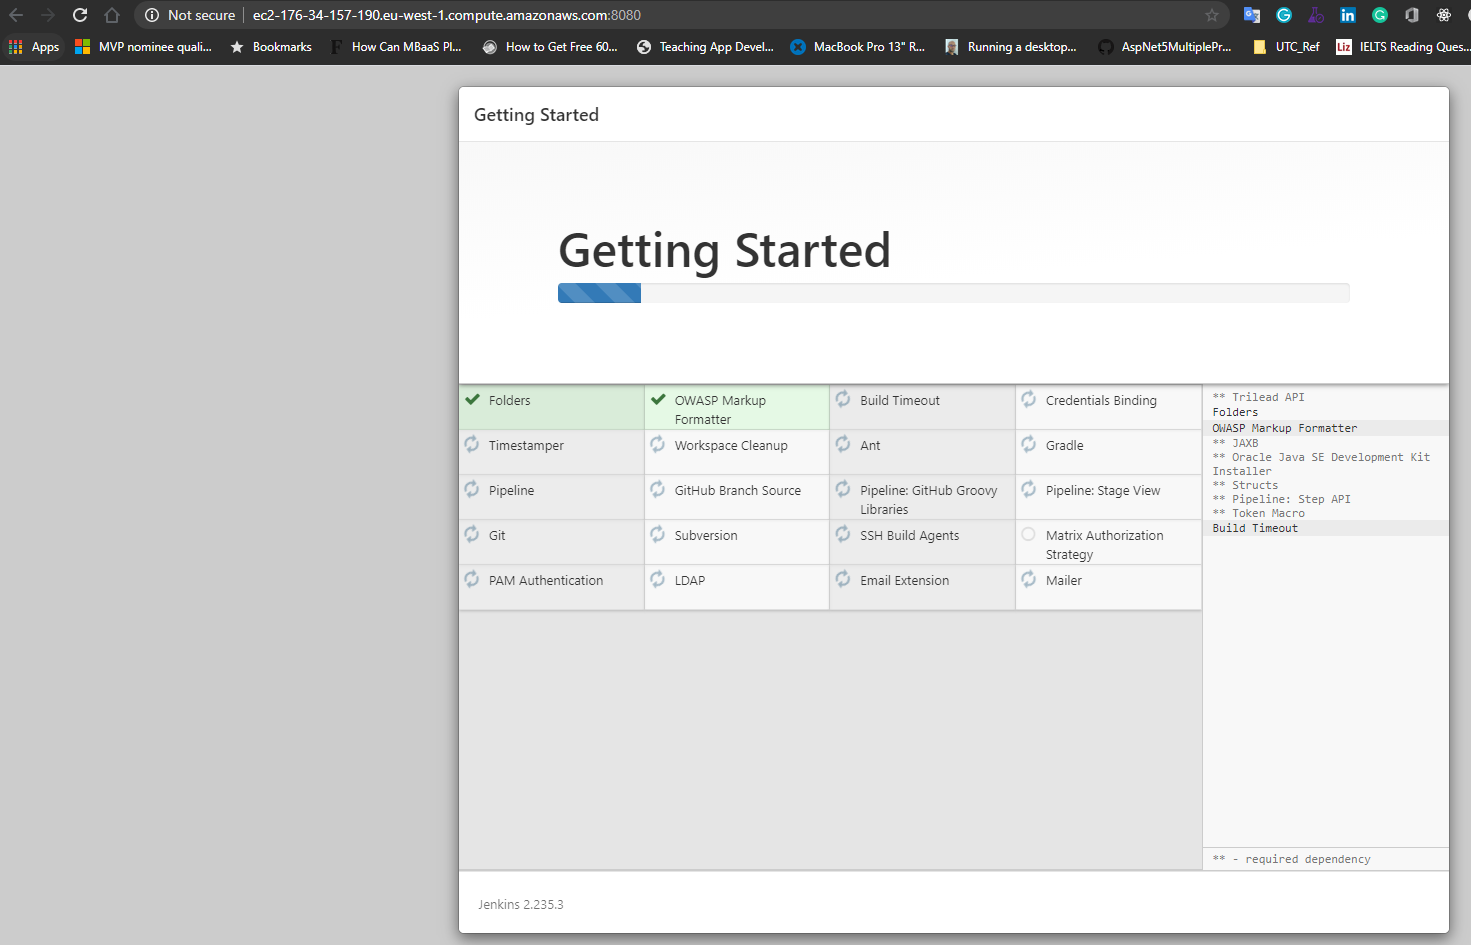 Not secure ec2-176-34-157-190.eu-west-1.compute.amazonaws.com:8080
Apps MVP nominee quali... Bookmarks How Can MBaaS Pl... How to Get Free 60... Teaching App Devel... MacBook Pro 13" R... Running a desktop... AspNet5MultiplePr... UTC_Ref Liz IELTS Reading Ques...
Getting Started
Getting Started
Folders
OWASP Markup
Formatter
Build Timeout
Credentials Binding
Timestamper
Workspace Cleanup
Ant
Gradle
Pipeline
GitHub Branch Source
Pipeline: GitHub Groovy
Libraries
Pipeline: Stage View
Git
Subversion
SSH Build Agents
Matrix Authorization
Strategy
PAM Authentication
LDAP
Email Extension
Mailer
** Trilead API
Folders
OWASP Markup Formatter
** JAXB
** Oracle Java SE Development Kit
Installer
** Structs
** Pipeline: Step API
** Token Macro
Build Timeout
** - required dependency
Jenkins 2.235.3